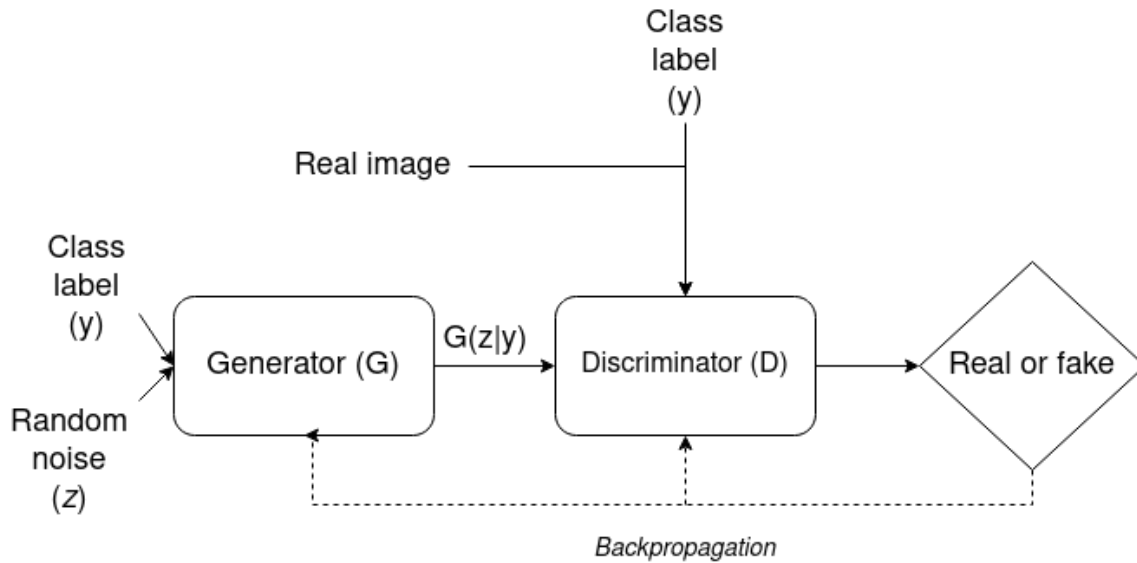 Class
label
(y)
Real image
Class
label
(y)
Generator (G)
G(z|y)
Discriminator (D)
Real or fake
Random
noise
(z)
Backpropagation